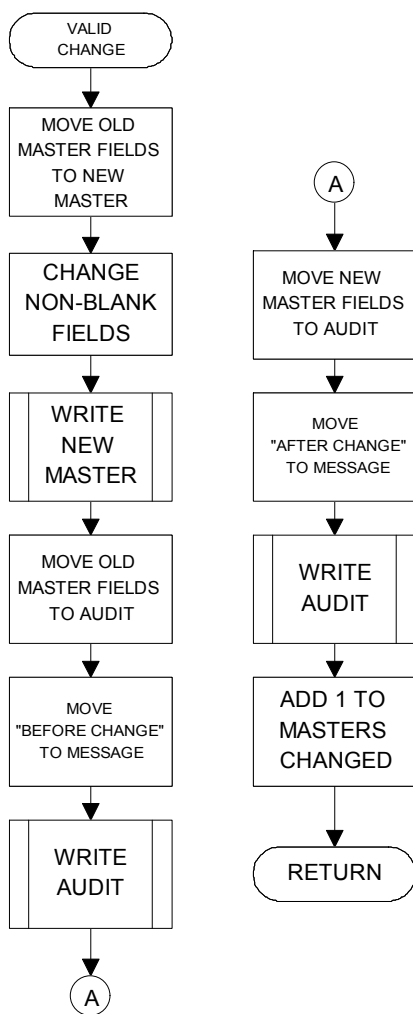 VALID
CHANGE
MOVE OLD
MASTER FIELDS
TO NEW
MASTER
CHANGE
NON-BLANK
FIELDS
WRITE
NEW
MASTER
MOVE OLD
MASTER FIELDS
TO AUDIT
MOVE
"BEFORE CHANGE"
TO MESSAGE
WRITE
AUDIT
A
A
MOVE NEW
MASTER FIELDS
TO AUDIT
MOVE
"AFTER CHANGE"
TO MESSAGE
WRITE
AUDIT
ADD 1 TO
MASTERS
CHANGED
RETURN